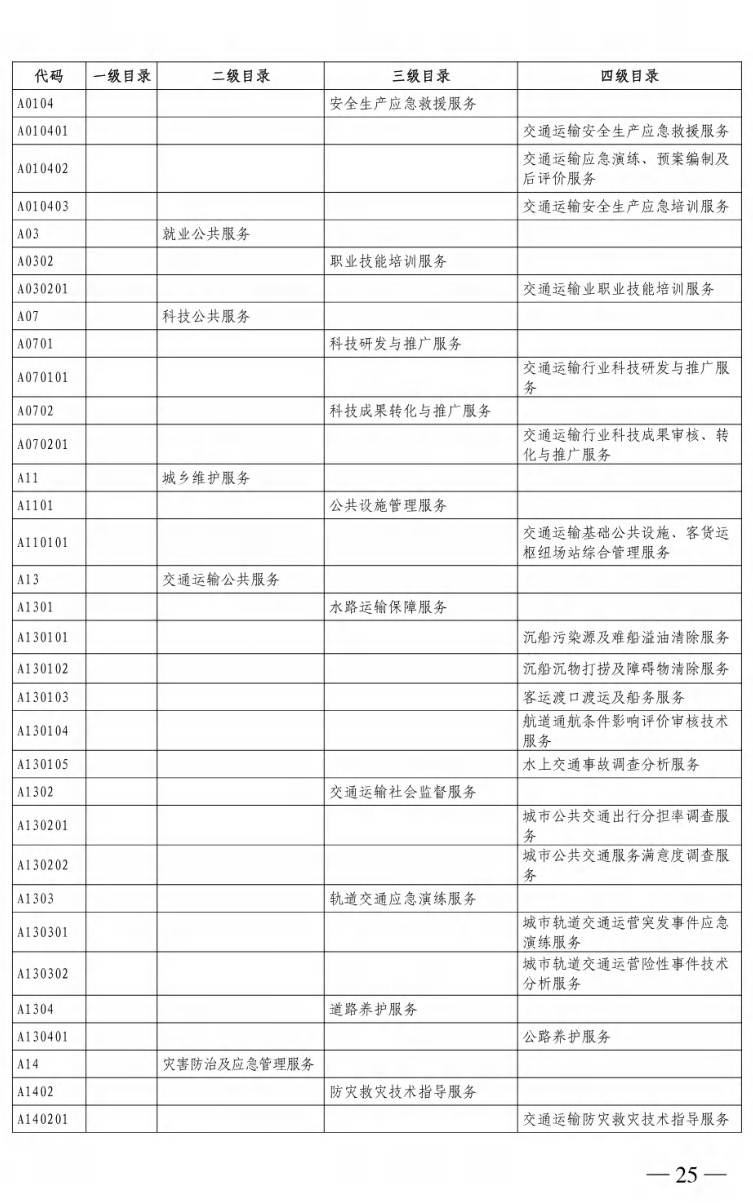 代码 一级目录 二级目录 三级目录 四级目录
A0104 安全生产应急救援服务
A010401 交通运输安全生产应急救援服务
A010402 交通运输应急演练、预案编制及
后评价服务
A010403 交通运输安全生产应急培训服务
A03 就业公共服务
A0302 职业技能培训服务
A030201 交通运输业职业技能培训服务
A07 科技公共服务
A0701 科技研发与推广服务
A070101 交通运输行业科技研发与推广服
务
A0702 科技成果转化与推广服务
A070201 交通运输行业科技成果审核、转
化与推广服务
A11 城乡维护服务
A1101 公共设施管理服务
A110101 交通运输基础公共设施、客货运
枢纽场站综合管理服务
A13 交通运输公共服务
A1301 水路运输保障服务
A130101 沉船污染源及难船溢油清除服务
A130102 沉船沉物打捞及障碍物清除服务
A130103 客运渡口渡运及船务服务
A130104 航道通航条件影响评价审核技术
服务
A130105 水上交通事故调查分析服务
A1302 交通运输社会监督服务
A130201 城市公共交通出行分担率调查服
务
A130202 城市公共交通服务满意度调查服
务
A1303 轨道交通应急演练服务
A130301 城市轨道交通运营突发事件应急
演练服务
A130302 城市轨道交通运营险性事件技术
分析服务
A1304 道路养护服务
A130401 公路养护服务
A14 灾害防治及应急管理服务
A1402 防灾救灾技术指导服务
A140201 交通运输防灾救灾技术指导服务
— 25 —